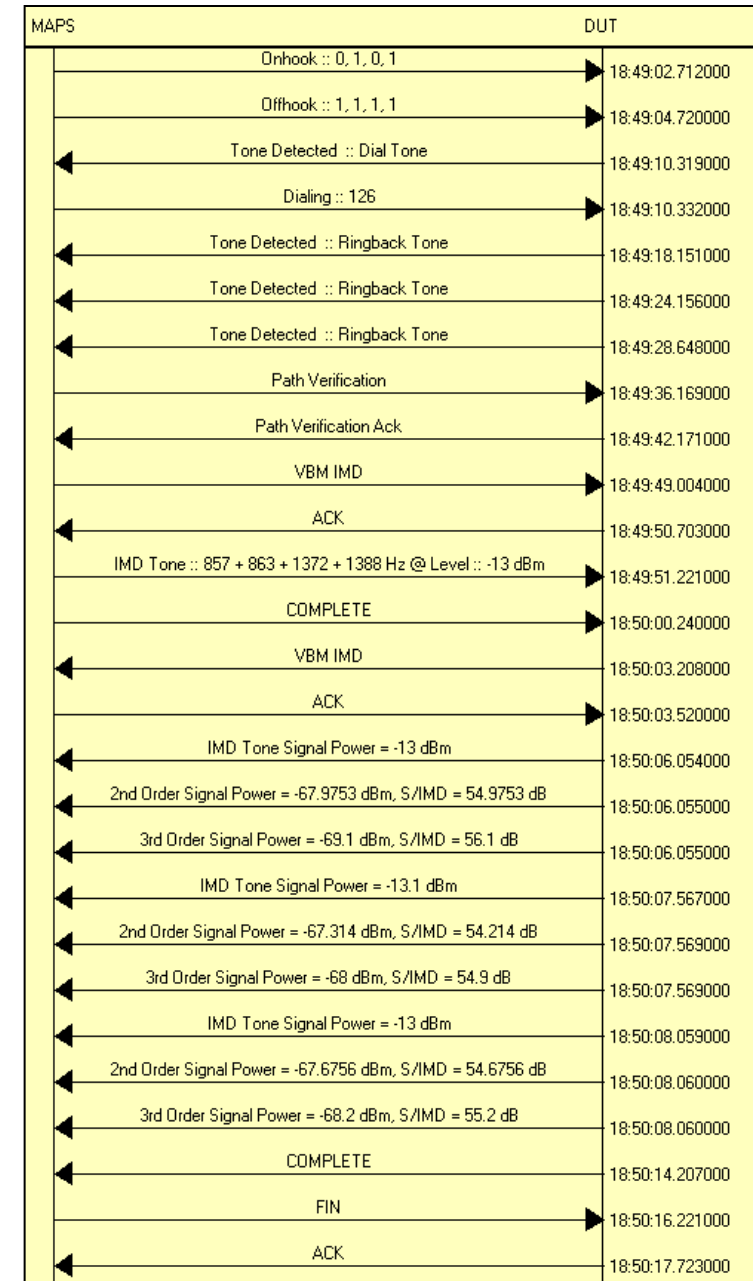 MAPS DUT
Onhook :: 0, 1, 0, 1
18:49:02.712000
Offhook :: 1, 1, 1, 1
18:49:04.720000
Tone Detected :: Dial Tone
18:49:10.319000
Dialing :: 126
18:49:10.332000
Tone Detected :: Ringback Tone
18:49:18.151000
Tone Detected :: Ringback Tone
18:49:24.156000
Tone Detected :: Ringback Tone
18:49:28.648000
Path Verification
18:49:36.169000
Path Verification Ack
18:49:42.171000
VBM IMD
18:49:49.004000
ACK
18:49:50.703000
IMD Tone :: 857 + 863 + 1372 + 1388 Hz @ Level :: -13 dBm
18:49:51.221000
COMPLETE
18:50:00.240000
VBM IMD
18:50:03.208000
ACK
18:50:03.520000
IMD Tone Signal Power = -13 dBm
18:50:06.054000
2nd Order Signal Power = -67.9753 dBm, S/IMD = 54.9753 dB
18:50:06.055000
3rd Order Signal Power = -69.1 dBm, S/IMD = 56.1 dB
18:50:06.055000
IMD Tone Signal Power = -13.1 dBm
18:50:07.567000
2nd Order Signal Power = -67.314 dBm, S/IMD = 54.214 dB
18:50:07.569000
3rd Order Signal Power = -68 dBm, S/IMD = 54.9 dB
18:50:07.569000
IMD Tone Signal Power = -13 dBm
18:50:08.059000
2nd Order Signal Power = -67.6756 dBm, S/IMD = 54.6756 dB
18:50:08.060000
3rd Order Signal Power = -68.2 dBm, S/IMD = 55.2 dB
18:50:08.060000
COMPLETE
18:50:14.207000
FIN
18:50:16.221000
ACK
18:50:17.723000